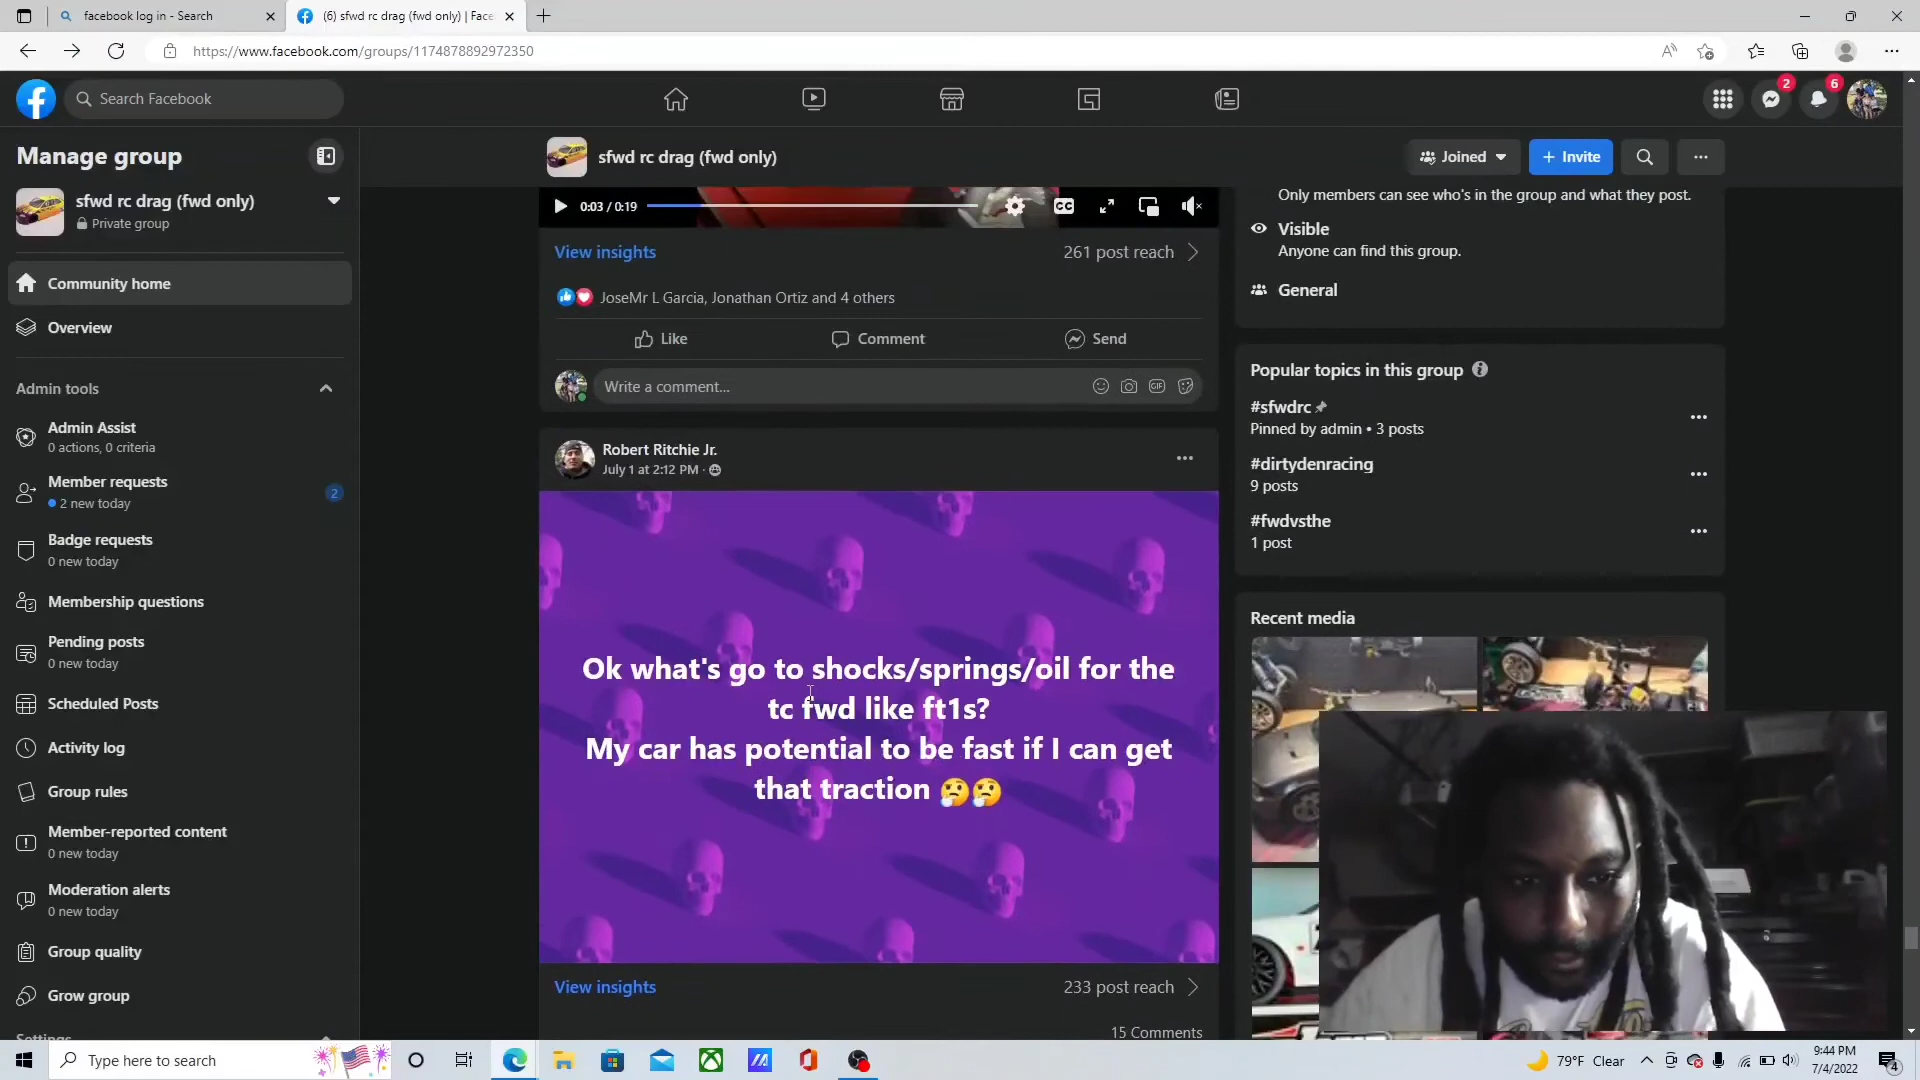 facebook log in - Search
(6) sfwd rc drag (fwd only) | Face
https://www.facebook.com/groups/1174878892972350
Search Facebook
2
6
Manage group
sfwd rc drag (fwd only)
Private group
Community home
Overview
Admin tools
Admin Assist
0 actions, 0 criteria
Member requests
2 new today
2
Badge requests
0 new today
Membership questions
Pending posts
0 new today
Scheduled Posts
Activity log
Group rules
Member-reported content
0 new today
Moderation alerts
0 new today
Group quality
Grow group
Settings
sfwd rc drag (fwd only)
Joined
+ Invite
0:03 / 0:19
CC
View insights
261 post reach
JoseMr L Garcia, Jonathan Ortiz and 4 others
Like
Comment
Send
Write a comment...
GIF
Robert Ritchie Jr.
July 1 at 2:12 PM ·
Ok what's go to shocks/springs/oil for the
tc fwd like ft1s?
My car has potential to be fast if I can get
that traction 🤔🤔
View insights
233 post reach
15 Comments
Only members can see who's in the group and what they post.
Visible
Anyone can find this group.
General
Popular topics in this group
#sfwdrc
Pinned by admin • 3 posts
#dirtydenracing
9 posts
#fwdvsthe
1 post
Recent media
Type here to search
79°F Clear
9:44 PM
7/4/2022
4